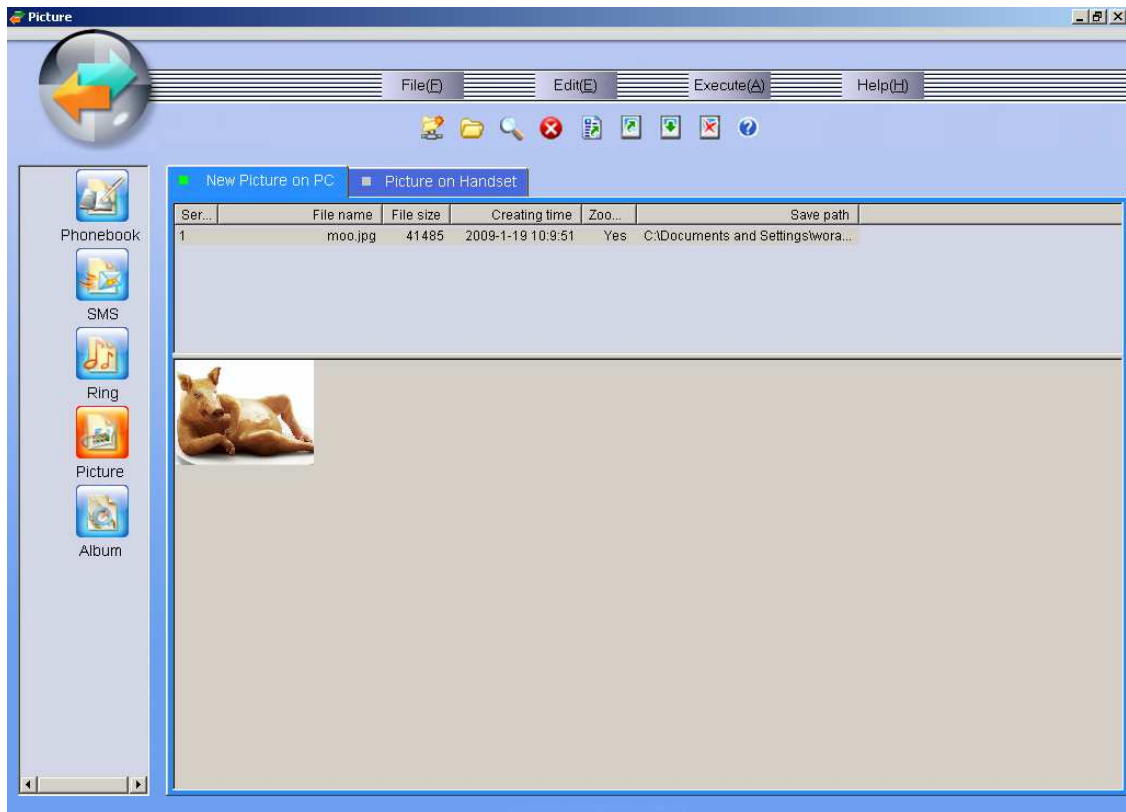 Picture
File(F) Edit(E) Execute(A) Help(H)
New Picture on PC Picture on Handset
Ser... File name File size Creating time Zoo... Save path
1 moo.jpg 41485 2009-1-19 10:9:51 Yes C:\Documents and Settings\wora...
Phonebook
SMS
Ring
Picture
Album